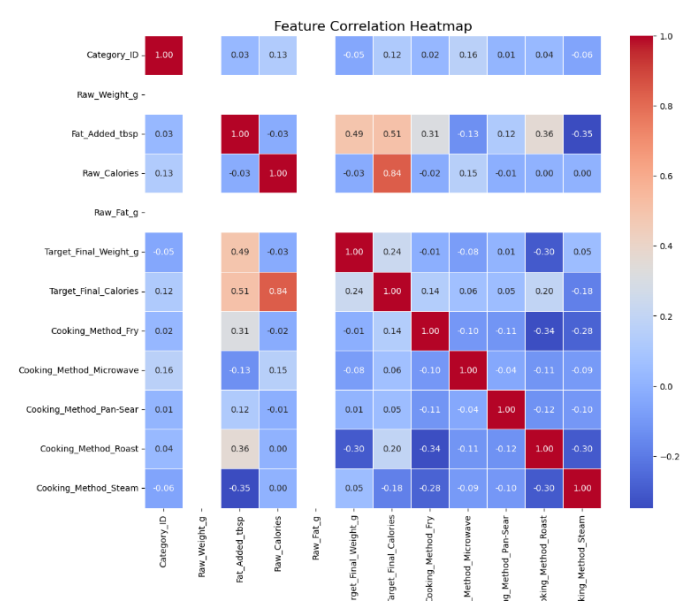 Feature Correlation Heatmap
Category_ID 1.00 0.03 0.13 -0.05 0.12 0.02 0.16 0.01 0.04 -0.06
Raw_Weight_g
Fat_Added_tbsp 0.03 1.00 -0.03 0.49 0.51 0.31 -0.13 0.12 0.36 -0.35
Raw_Calories 0.13 -0.03 1.00 -0.03 0.84 -0.02 0.15 -0.01 0.00 0.00
Raw_Fat_g
Target_Final_Weight_g -0.05 0.49 -0.03 1.00 0.24 -0.01 -0.08 0.01 -0.30 0.05
Target_Final_Calories 0.12 0.51 0.84 0.24 1.00 0.14 0.06 0.05 0.20 -0.18
Cooking_Method_Fry 0.02 0.31 -0.02 -0.01 0.14 1.00 -0.10 -0.11 -0.34 -0.28
Cooking_Method_Microwave 0.16 -0.13 0.15 -0.08 0.06 -0.10 1.00 -0.04 -0.11 -0.09
Cooking_Method_Pan-Sear 0.01 0.12 -0.01 0.01 0.05 -0.11 -0.04 1.00 -0.12 -0.10
Cooking_Method_Roast 0.04 0.36 0.00 -0.30 0.20 -0.34 -0.11 -0.12 1.00 -0.30
Cooking_Method_Steam -0.06 -0.35 0.00 0.05 -0.18 -0.28 -0.09 -0.10 -0.30 1.00
Category_ID
Raw_Weight_g
Fat_Added_tbsp
Raw_Calories
Raw_Fat_g
rget_Final_Weight_g
arget_Final_Calories
Cooking_Method_Fry
_Method_Microwave
ng_Method_Pan-Sear
oking_Method_Roast
king_Method_Steam
1.0
0.8
0.6
0.4
0.2
0.0
-0.2